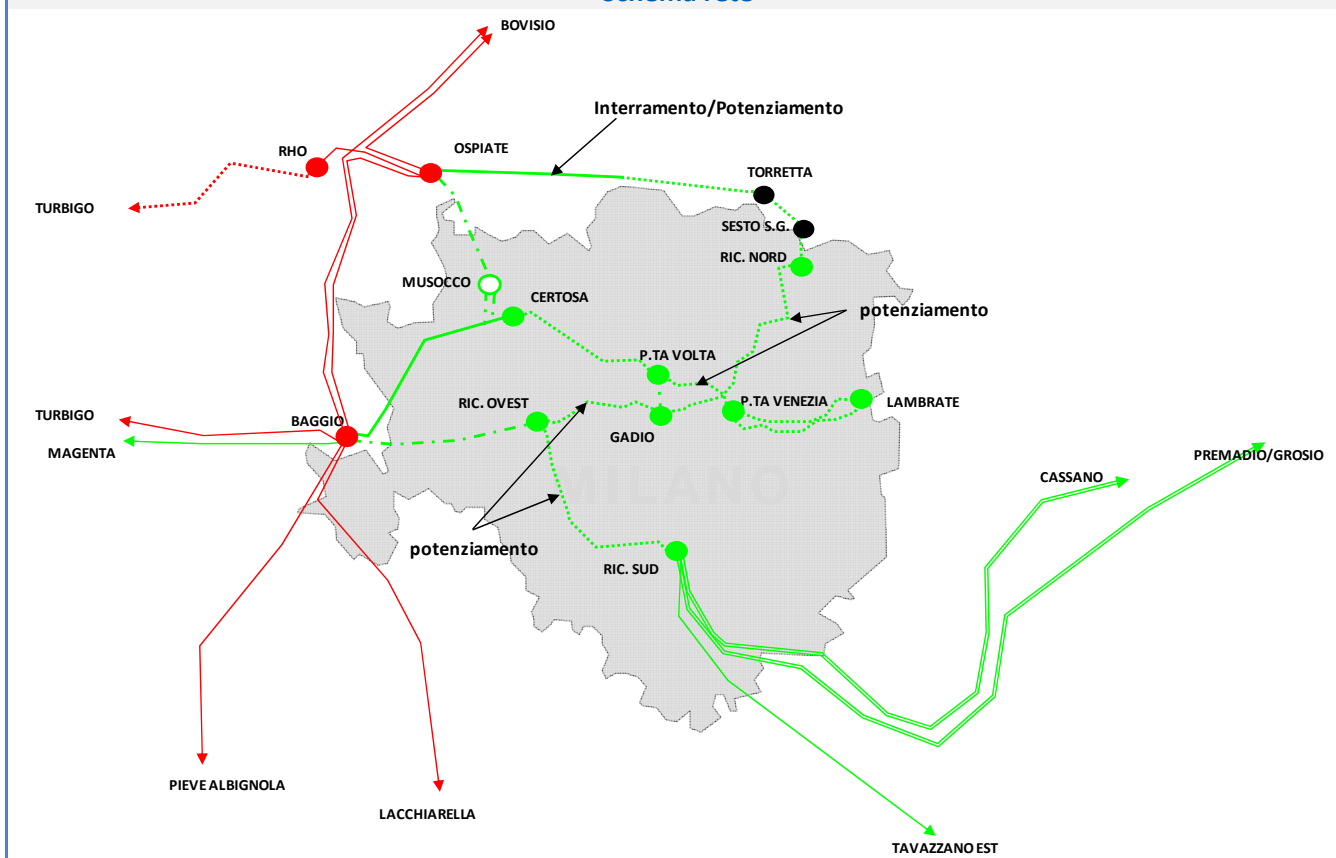 BOVISIO
Interramento/Potenziamento
RHO
OSPIATE
TORRETTA
TURBIGO
SESTO S.G.
RIC. NORD
MUSOCCO
CERTOSA
potenziamento
P.TA VOLTA
RIC. OVEST
P.TA VENEZIA
LAMBRATE
TURBIGO
BAGGIO
GADIO
MAGENTA
PREMADIO/GROSIO
CASSANO
MILANO
potenziamento
RIC. SUD
PIEVE ALBIGNOLA
LACCHIARELLA
TAVAZZANO EST